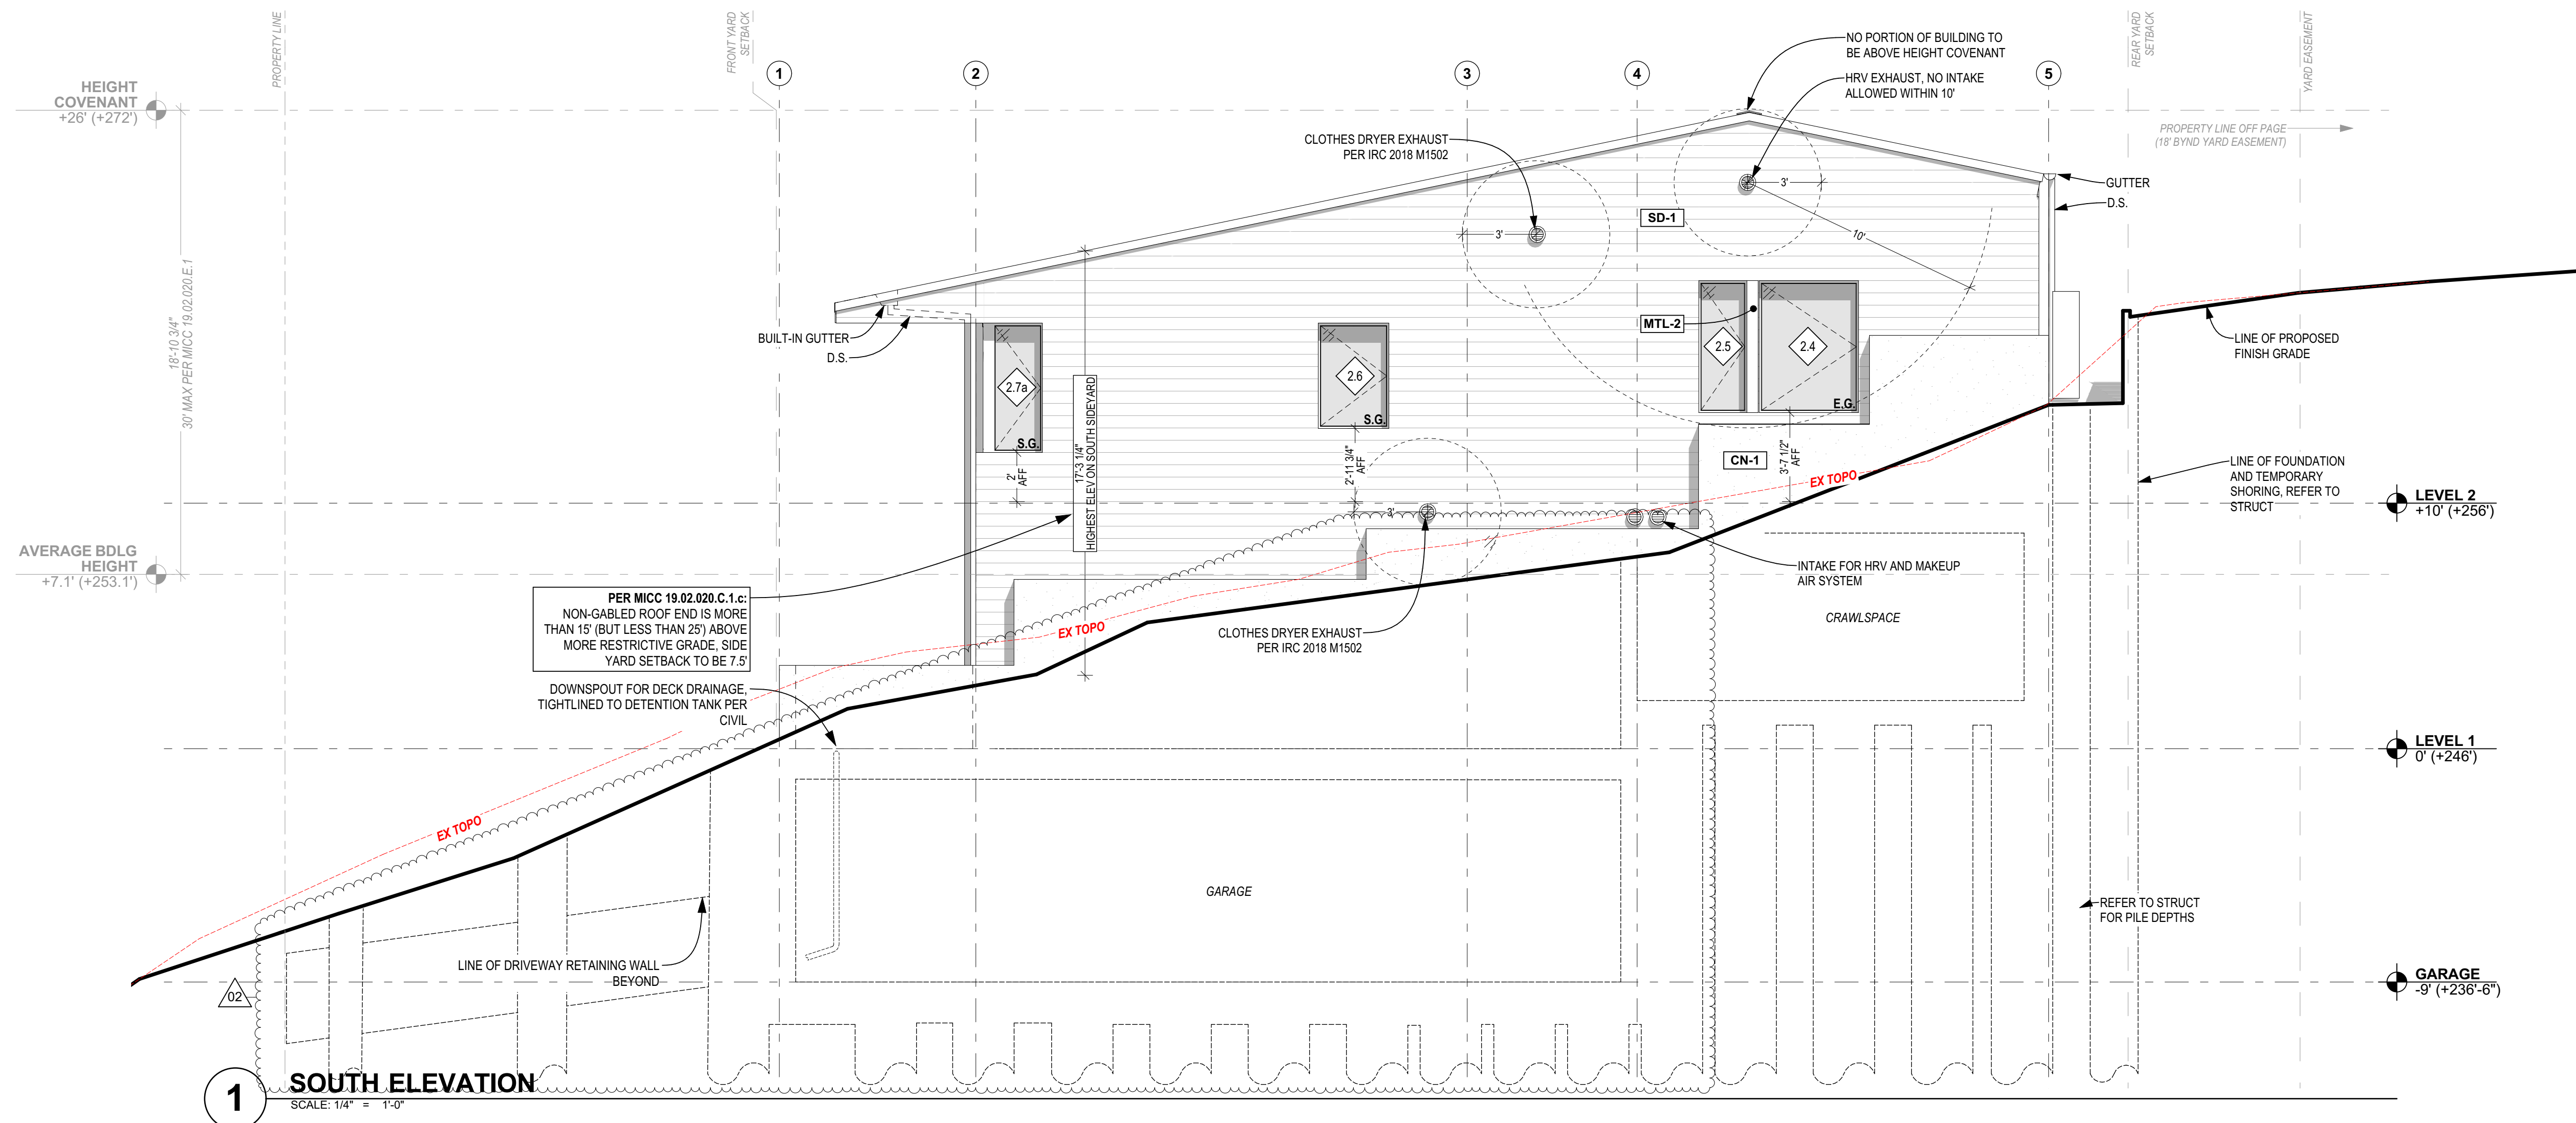 PROPERTY LINE
FRONT YARD
SETBACK
REAR YARD
SETBACK
YARD EASEMENT
1
2
3
4
5
NO PORTION OF BUILDING TO
BE ABOVE HEIGHT COVENANT
HRV EXHAUST, NO INTAKE
ALLOWED WITHIN 10'
HEIGHT
COVENANT
+26' (+272')
CLOTHES DRYER EXHAUST
PER IRC 2018 M1502
PROPERTY LINE OFF PAGE
(18' BYND YARD EASEMENT)
GUTTER
D.S.
3'
3'
10'
SD-1
MTL-2
18'-10 3/4"
30' MAX PER MICC 19.02.020.E.1
BUILT-IN GUTTER
D.S.
2.7a
S.G.
2.6
S.G.
2.5
2.4
E.G.
LINE OF PROPOSED
FINISH GRADE
2'
AFF
17'-3 1/4"
HIGHEST ELEV ON SOUTH SIDEYARD
2'-11 3/4"
AFF
3'-7 1/2"
AFF
CN-1
EX TOPO
LINE OF FOUNDATION
AND TEMPORARY
SHORING, REFER TO
STRUCT
LEVEL 2
+10' (+256')
3'
AVERAGE BDLG
HEIGHT
+7.1' (+253.1')
INTAKE FOR HRV AND MAKEUP
AIR SYSTEM
CRAWLSPACE
PER MICC 19.02.020.C.1.c:
NON-GABLED ROOF END IS MORE
THAN 15' (BUT LESS THAN 25') ABOVE
MORE RESTRICTIVE GRADE, SIDE
YARD SETBACK TO BE 7.5'
EX TOPO
CLOTHES DRYER EXHAUST
PER IRC 2018 M1502
DOWNSPOUT FOR DECK DRAINAGE,
TIGHTLINED TO DETENTION TANK PER
CIVIL
LEVEL 1
0' (+246')
EX TOPO
GARAGE
REFER TO STRUCT
FOR PILE DEPTHS
LINE OF DRIVEWAY RETAINING WALL
BEYOND
GARAGE
-9' (+236'-6")
02
1
SOUTH ELEVATION
SCALE: 1/4" = 1'-0"